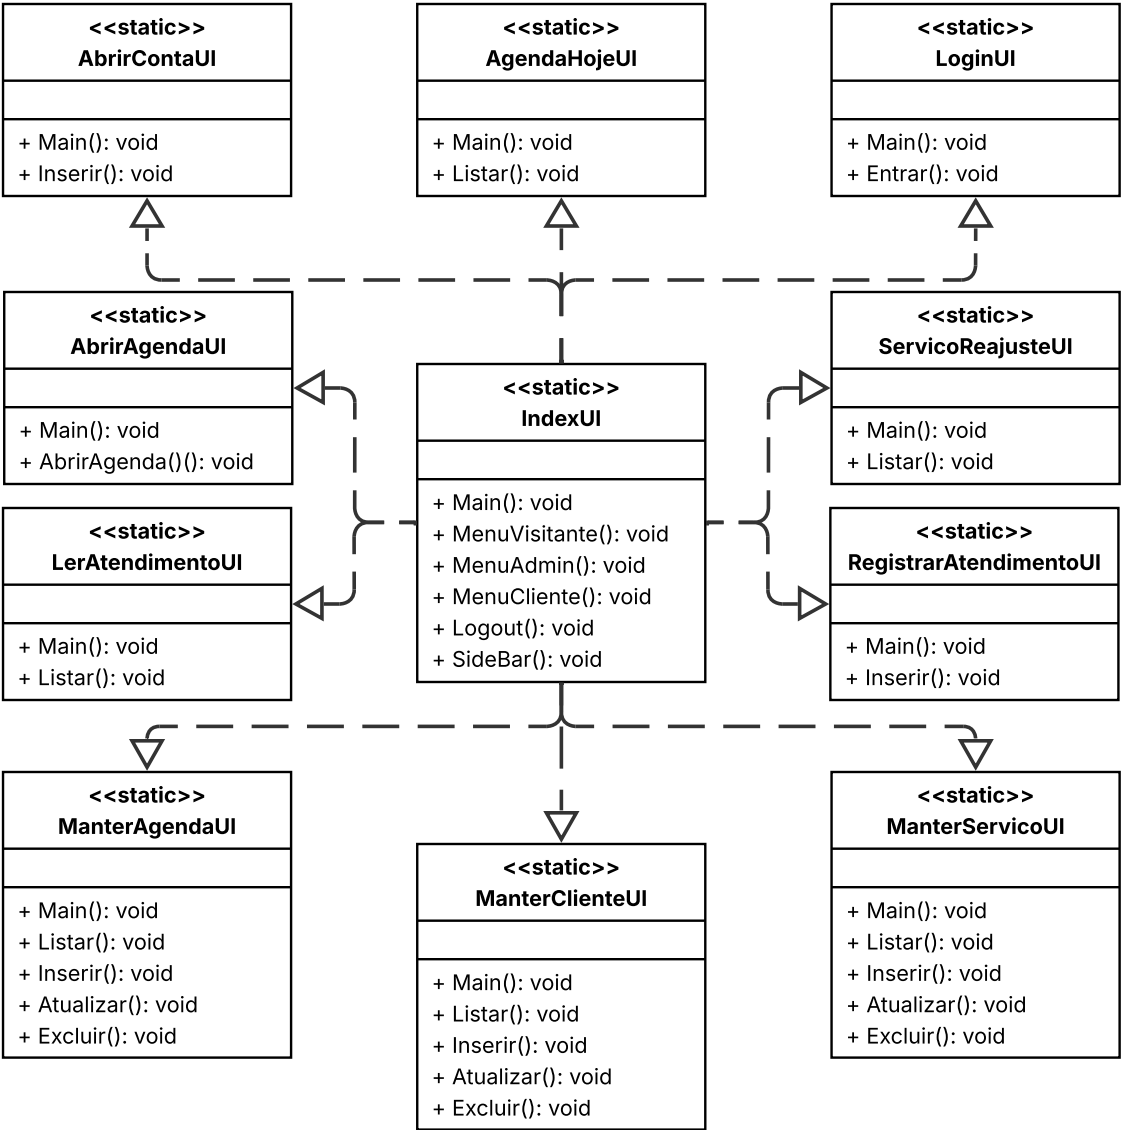 <<static>>
AbrirContaUI
+ Main(): void
+ Inserir(): void
<<static>>
AgendaHojeUI
+ Main(): void
+ Listar(): void
<<static>>
LoginUI
+ Main(): void
+ Entrar(): void
<<static>>
AbrirAgendaUI
+ Main(): void
+ AbrirAgenda()(): void
<<static>>
IndexUI
+ Main(): void
+ MenuVisitante(): void
+ MenuAdmin(): void
+ MenuCliente(): void
+ Logout(): void
+ SideBar(): void
<<static>>
ServicoReajusteUI
+ Main(): void
+ Listar(): void
<<static>>
LerAtendimentoUI
+ Main(): void
+ Listar(): void
<<static>>
RegistrarAtendimentoUI
+ Main(): void
+ Inserir(): void
<<static>>
ManterAgendaUI
+ Main(): void
+ Listar(): void
+ Inserir(): void
+ Atualizar(): void
+ Excluir(): void
<<static>>
ManterClienteUI
+ Main(): void
+ Listar(): void
+ Inserir(): void
+ Atualizar(): void
+ Excluir(): void
<<static>>
ManterServicoUI
+ Main(): void
+ Listar(): void
+ Inserir(): void
+ Atualizar(): void
+ Excluir(): void